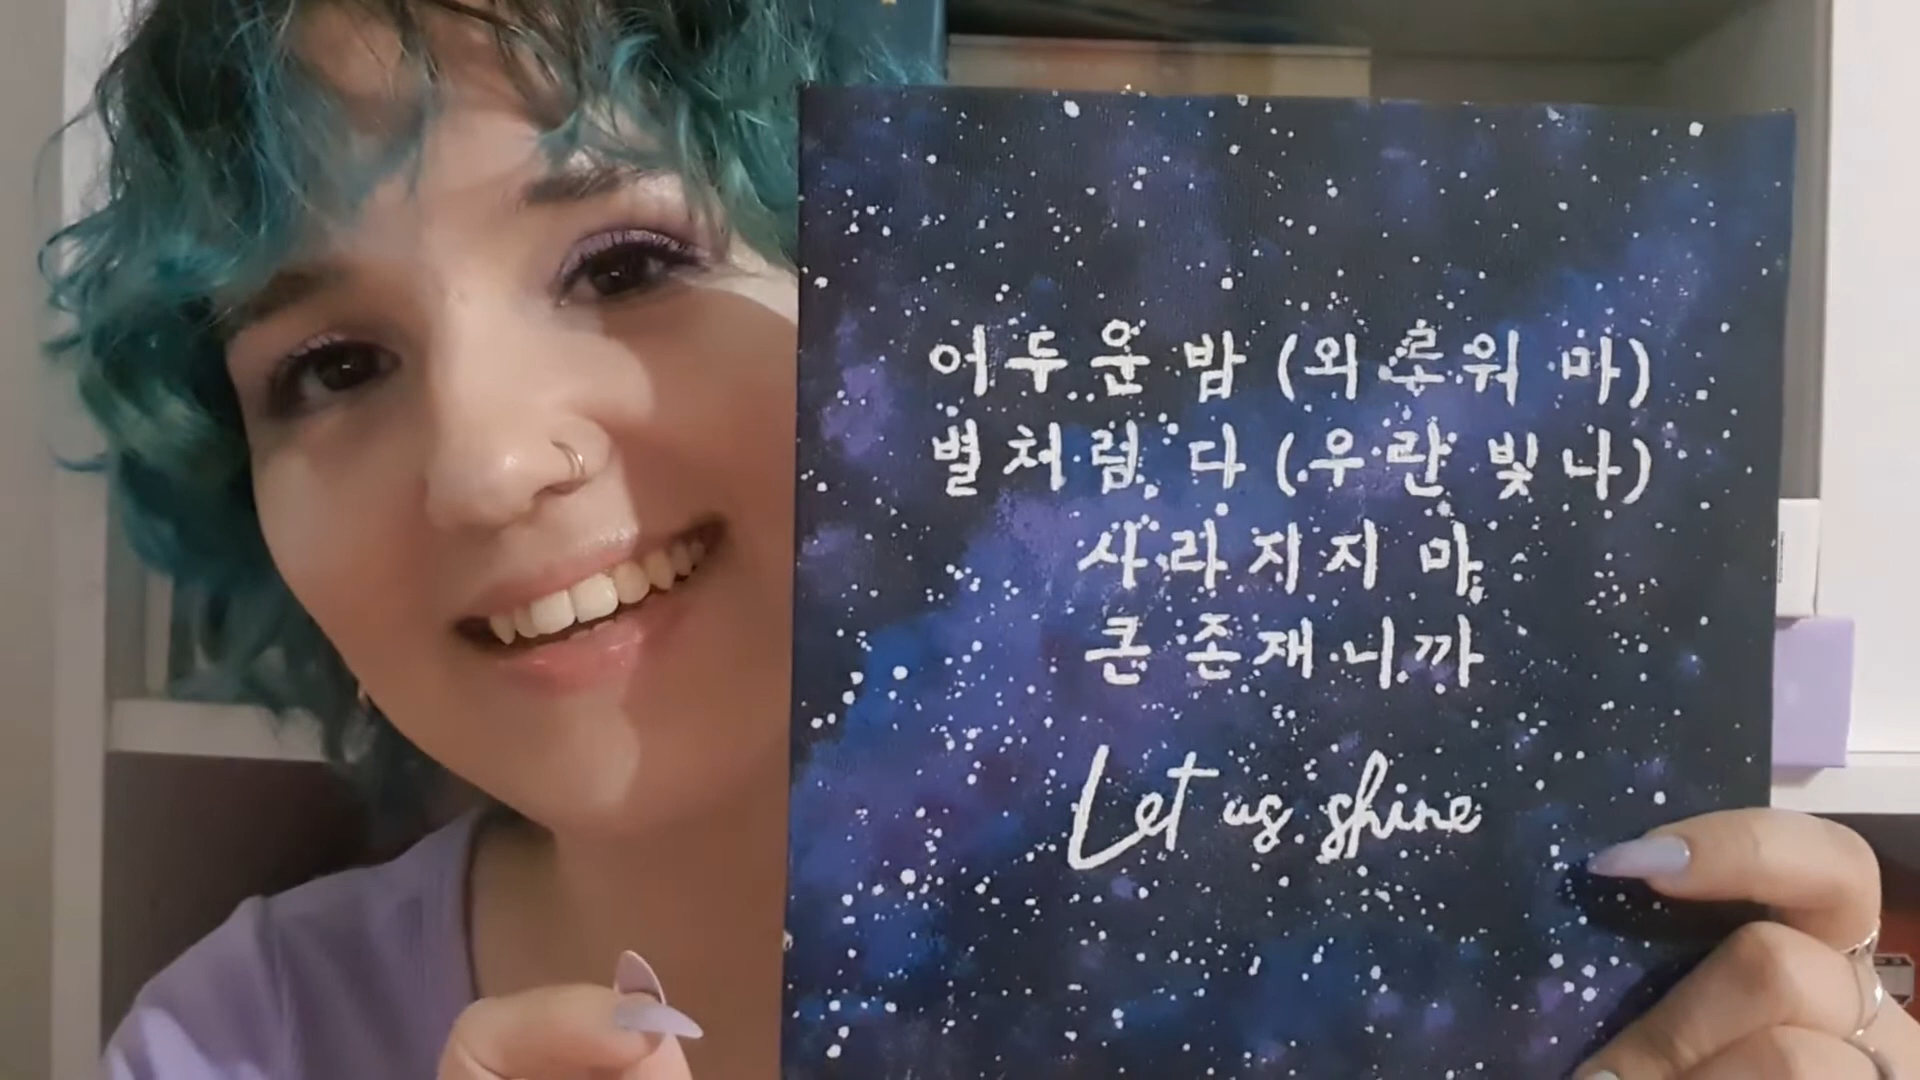 어두운 밤 (외로워 마)
별처럼 다 (우란 빛나)
사라지지 마
큰 존재니까
Let us shine